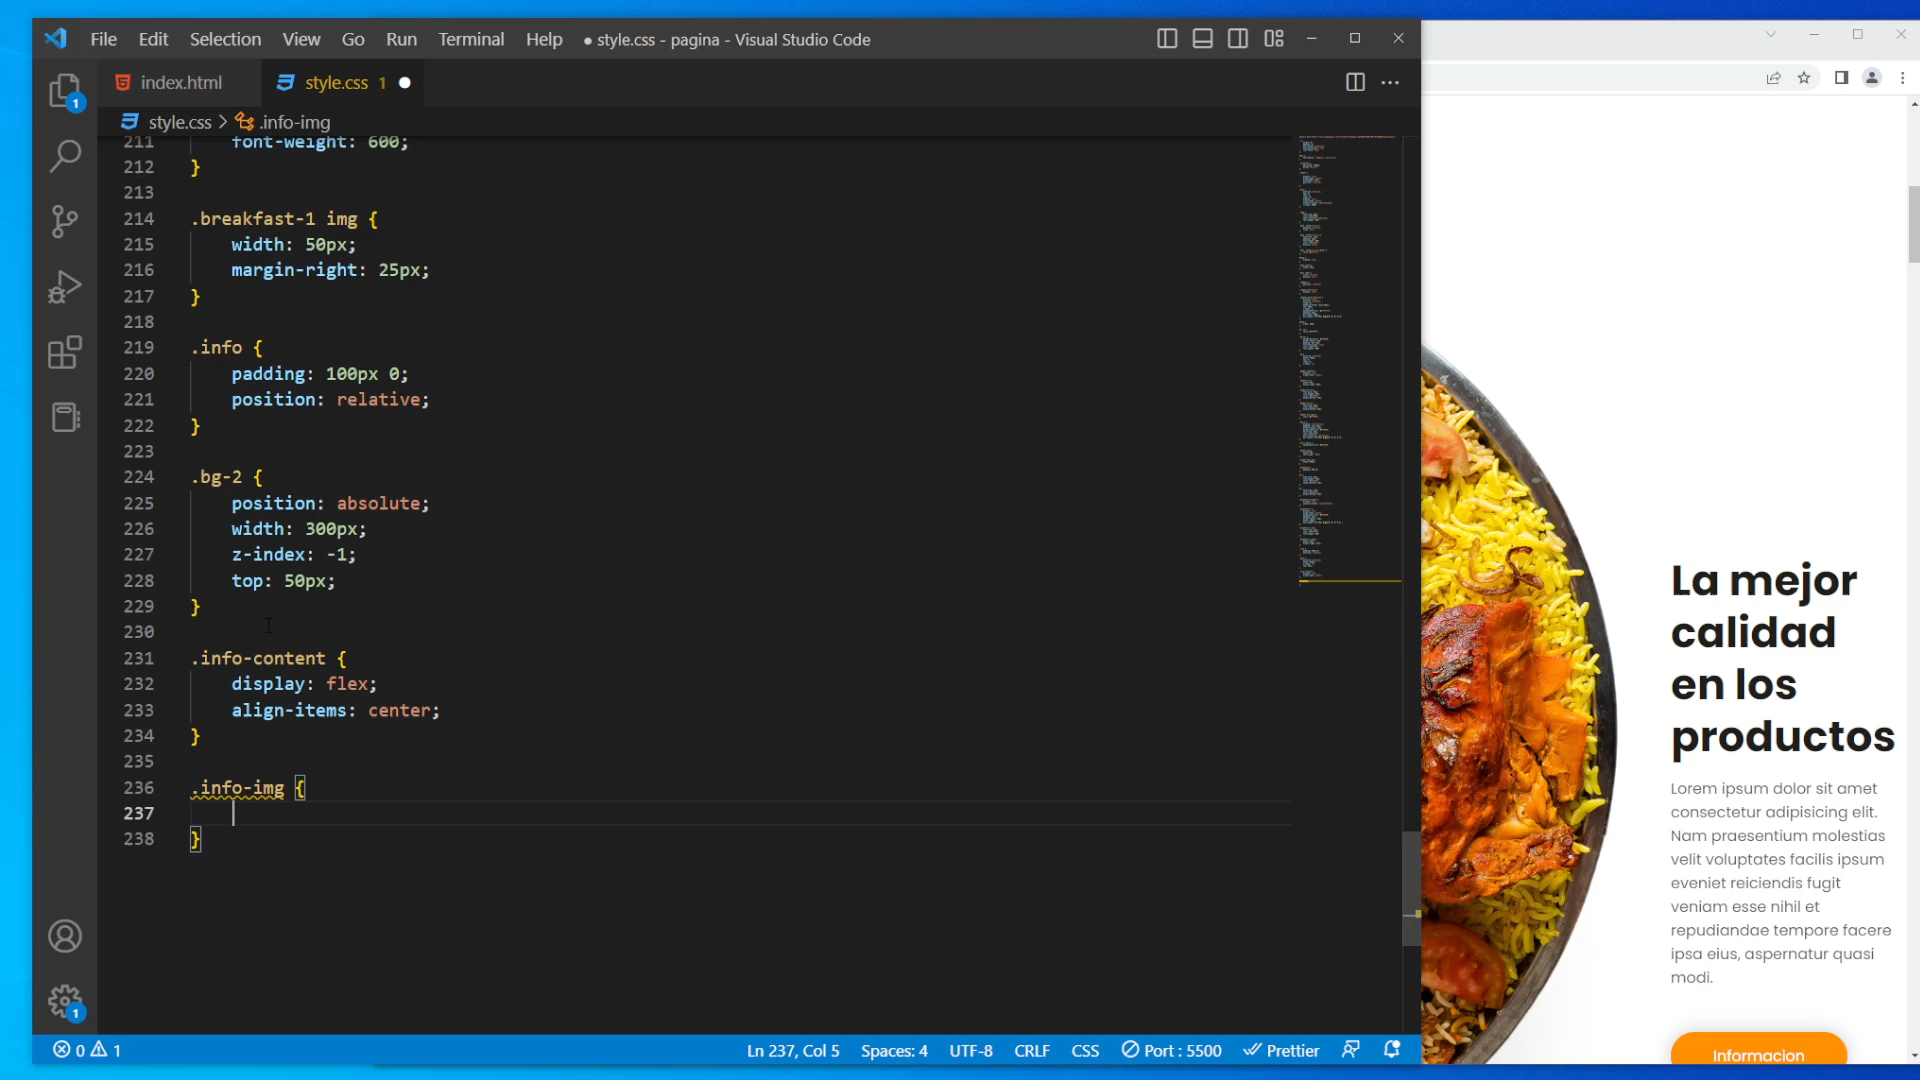 File Edit Selection View Go Run Terminal Help ● style.css - pagina - Visual Studio Code
index.html style.css 1
style.css > .info-img
211 font-weight: 600;
212 }
213
214 .breakfast-1 img {
215 width: 50px;
216 margin-right: 25px;
217 }
218
219 .info {
220 padding: 100px 0;
221 position: relative;
222 }
223
224 .bg-2 {
225 position: absolute;
226 width: 300px;
227 z-index: -1;
228 top: 50px;
229 }
230
231 .info-content {
232 display: flex;
233 align-items: center;
234 }
235
236 .info-img {
237
238 }
1
1
0 1 Ln 237, Col 5 Spaces: 4 UTF-8 CRLF CSS Port : 5500 Prettier
La mejor
calidad
en los
productos
Lorem ipsum dolor sit amet
consectetur adipisicing elit.
Nam praesentium molestias
velit voluptates facilis ipsum
eveniet reiciendis fugit
veniam esse nihil et
repudiandae tempore facere
ipsa eius, aspernatur quasi
modi.
Informacion